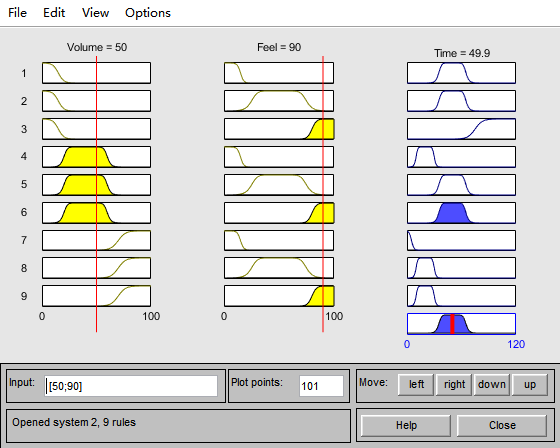 File Edit View Options
Volume = 50 Feel = 90 Time = 49.9
1
2
3
4
5
6
7
8
9
0 100 0 100
0 120
Input: [50;90] Plot points: 101 Move: left right down up
Opened system 2, 9 rules Help Close